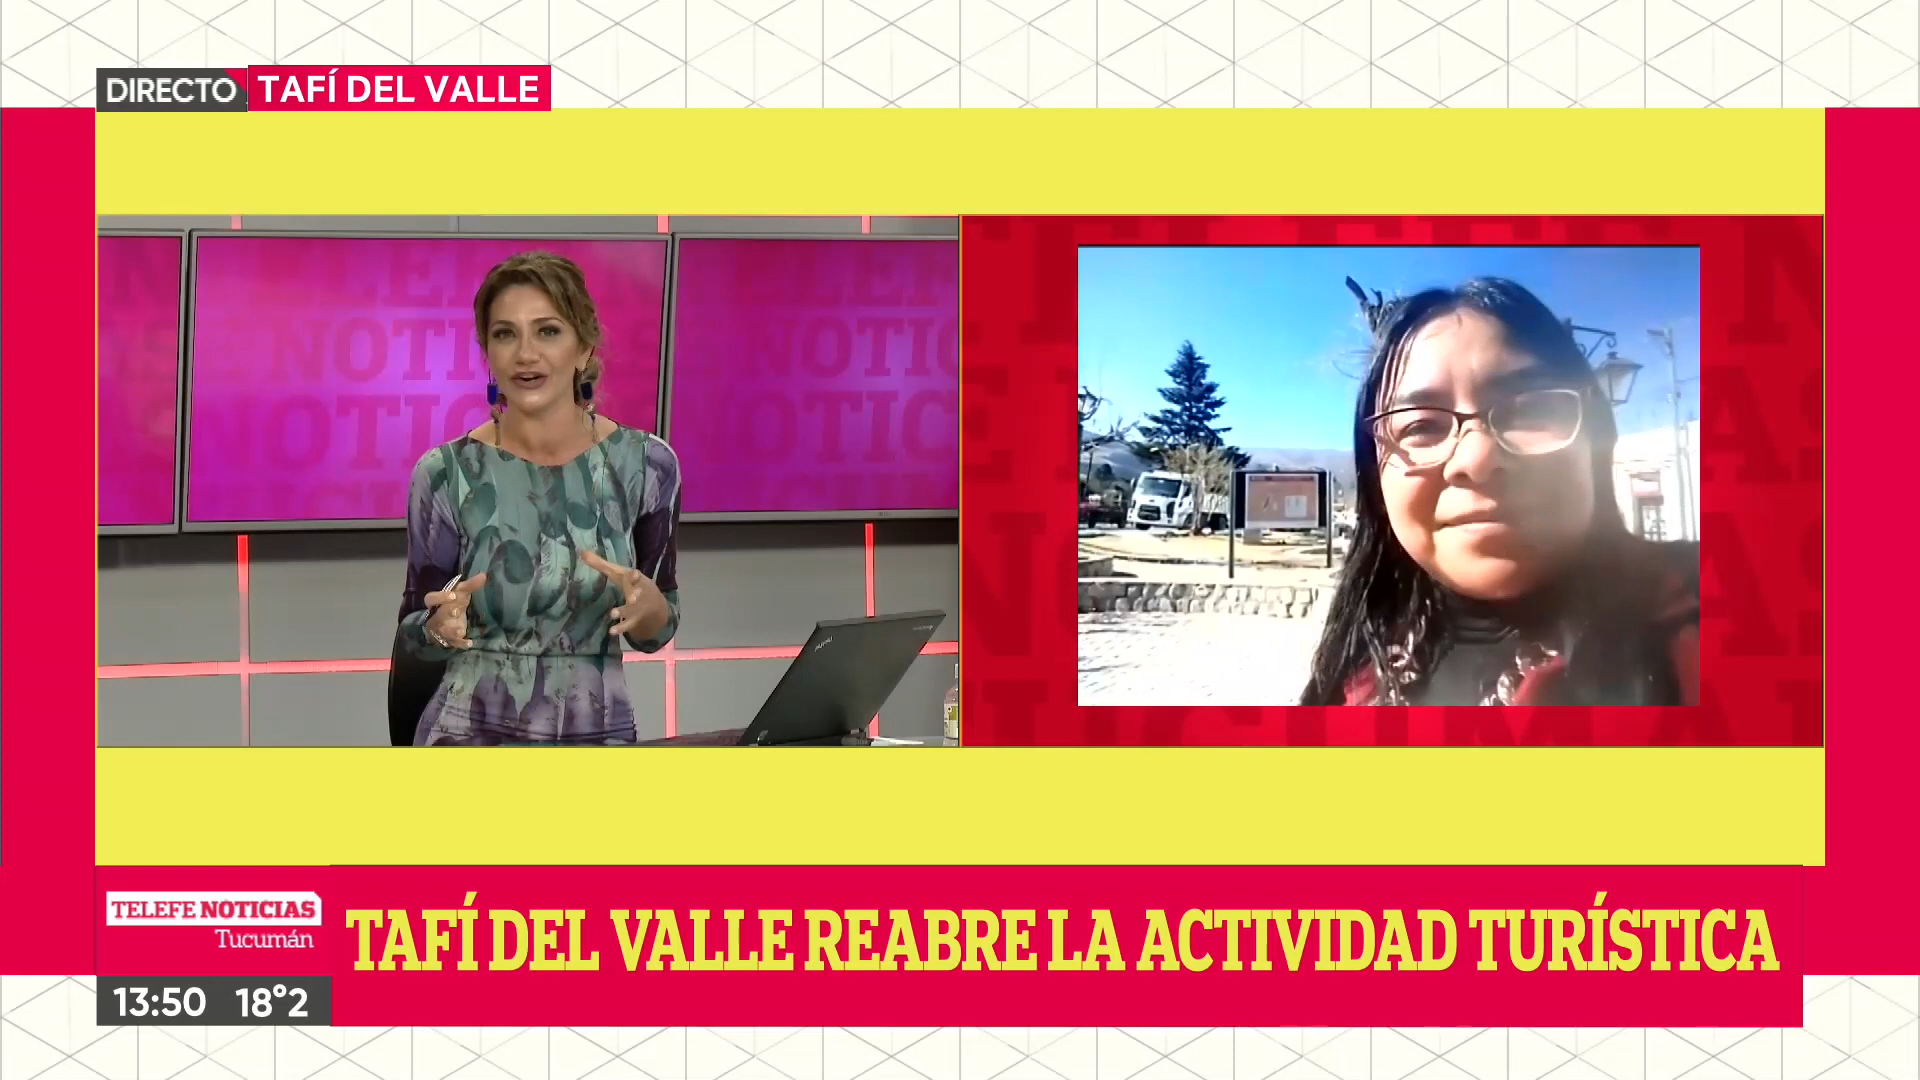 DIRECTO TAFÍ DEL VALLE
TELEFE NOTICIAS
Tucumán
TAFÍ DEL VALLE REABRE LA ACTIVIDAD TURÍSTICA
13:50 18°2